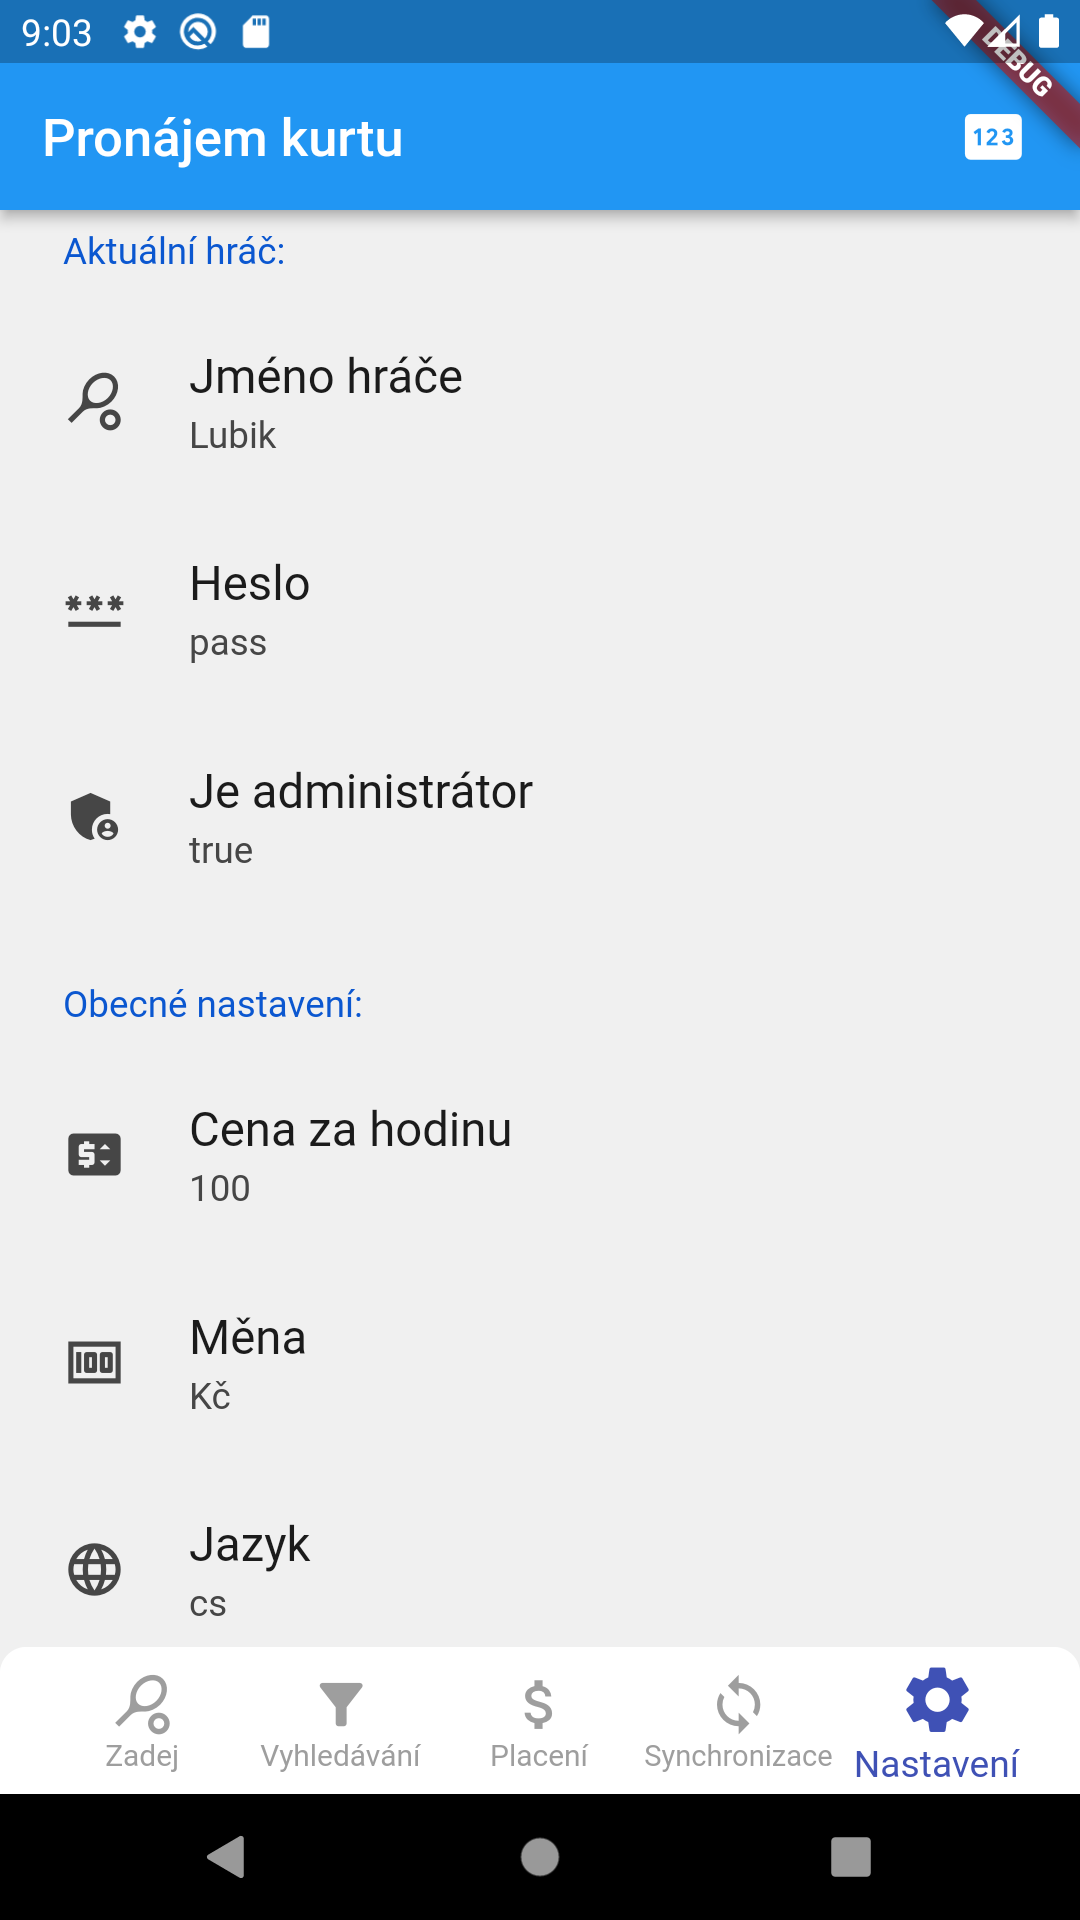 9:03
DEBUG
Pronájem kurtu
123
Aktuální hráč:
Jméno hráče
Lubik
Heslo
***
pass
Je administrátor
true
Obecné nastavení:
Cena za hodinu
$
100
Měna
100
Kč
Jazyk
cs
$
Zadej Vyhledávání Placení Synchronizace Nastavení